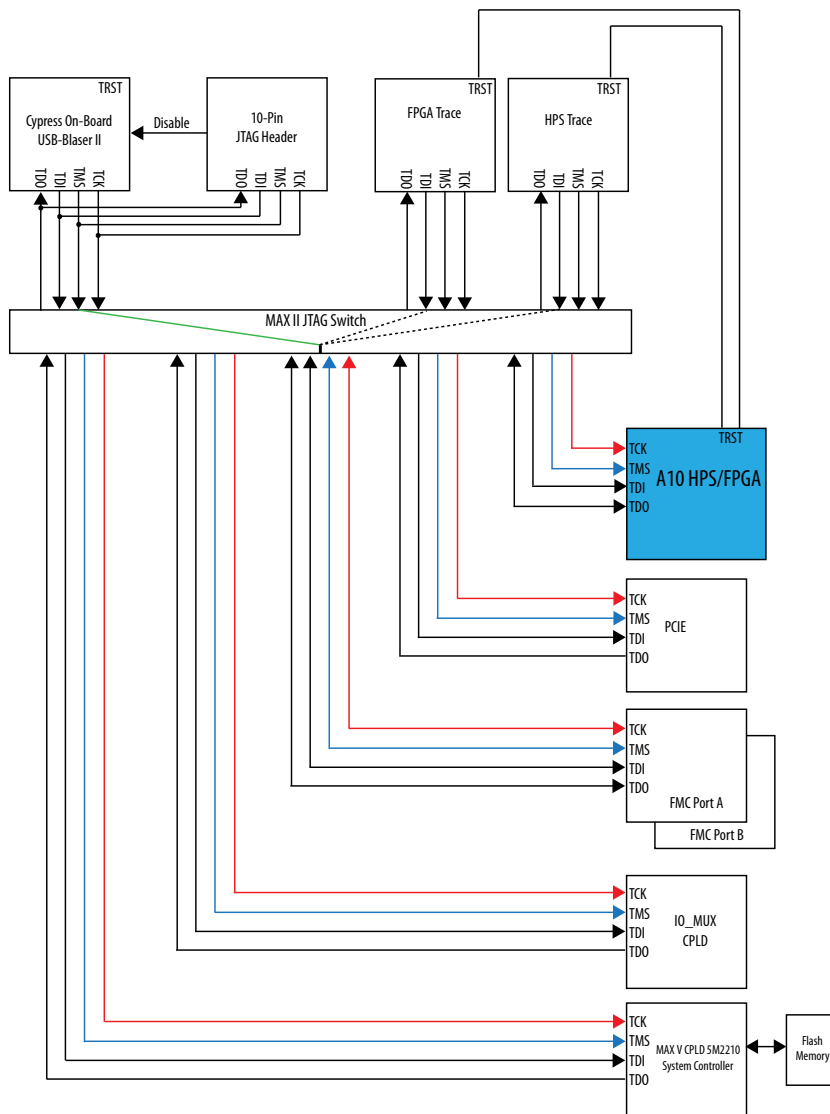 TRST
Cypress On-Board
USB-Blaser II
TDO
TDI
TMS
TCK
Disable
10-Pin
JTAG Header
TDO
TDI
TMS
TCK
TRST
FPGA Trace
TDO
TDI
TMS
TCK
TRST
HPS Trace
TDO
TDI
TMS
TCK
MAX II JTAG Switch
TRST
TCK
TMS
A10 HPS/FPGA
TDI
TDO
TCK
TMS
PCIE
TDI
TDO
TCK
TMS
TDI
TDO
FMC Port A
FMC Port B
TCK
TMS
IO_MUX
CPLD
TDI
TDO
TCK
TMS
MAX V CPLD 5M2210
System Controller
TDI
TDO
Flash
Memory